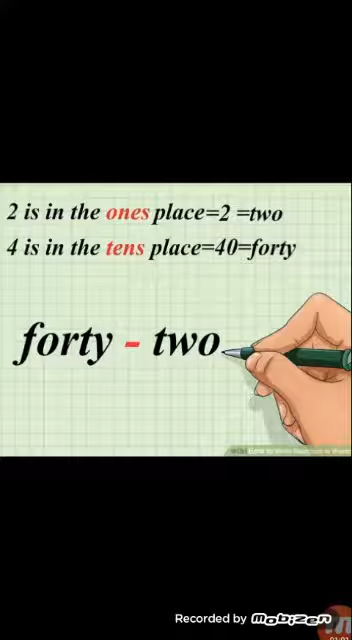 2 is in the ones place=2 =two
4 is in the tens place=40=forty
forty - two
Recorded by Mobizen